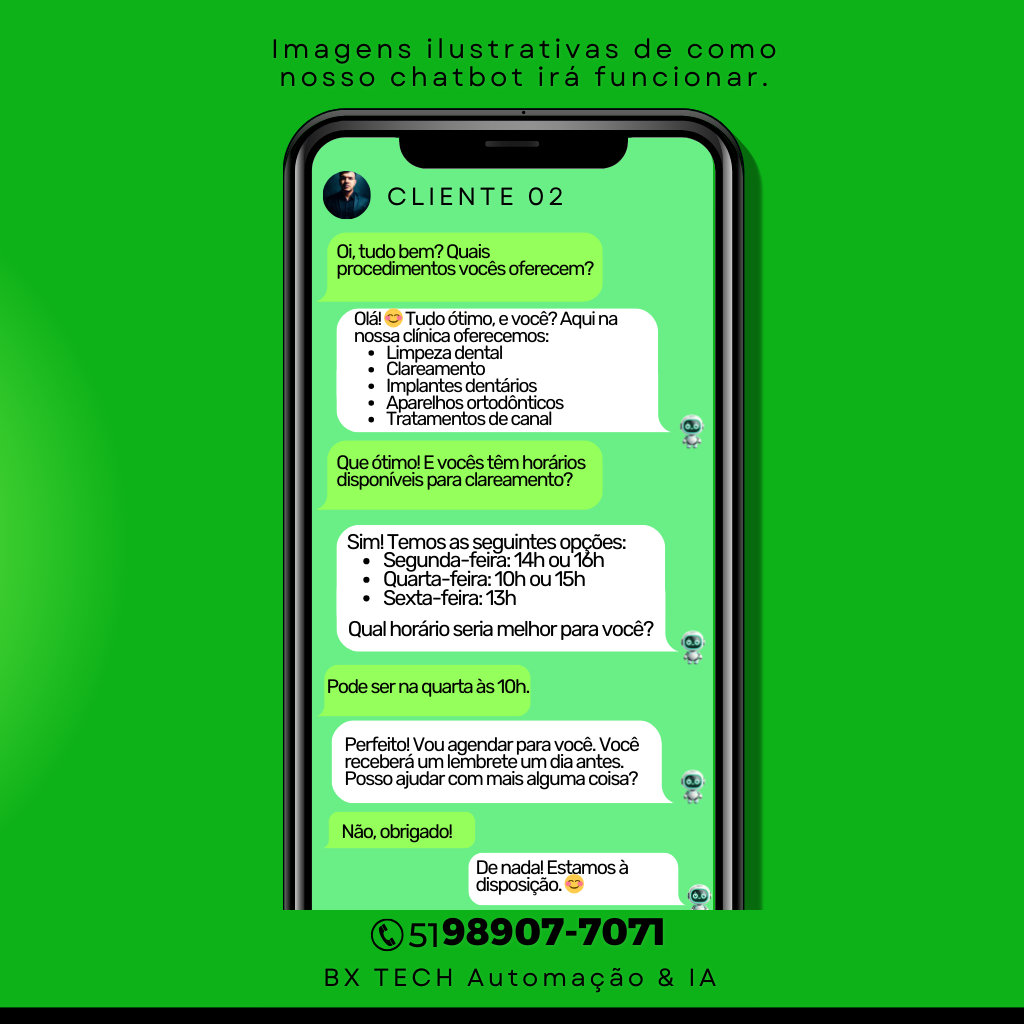 Imagens ilustrativas de como
nosso chatbot irá funcionar.
CLIENTE 02
Oi, tudo bem? Quais
procedimentos vocês oferecem?
Olá!😊Tudo ótimo, e você? Aqui na
nossa clínica oferecemos:
• Limpeza dental
• Clareamento
• Implantes dentários
• Aparelhos ortodônticos
• Tratamentos de canal
Que ótimo! E vocês têm horários
disponíveis para clareamento?
Sim! Temos as seguintes opções:
• Segunda-feira: 14h ou 16h
• Quarta-feira: 10h ou 15h
• Sexta-feira: 13h
Qual horário seria melhor para você?
Pode ser na quarta às 10h.
Perfeito! Vou agendar para você. Você
receberá um lembrete um dia antes.
Posso ajudar com mais alguma coisa?
Não, obrigado!
De nada! Estamos à
disposição.😊
51 98907-7071
BX TECH Automação & IA